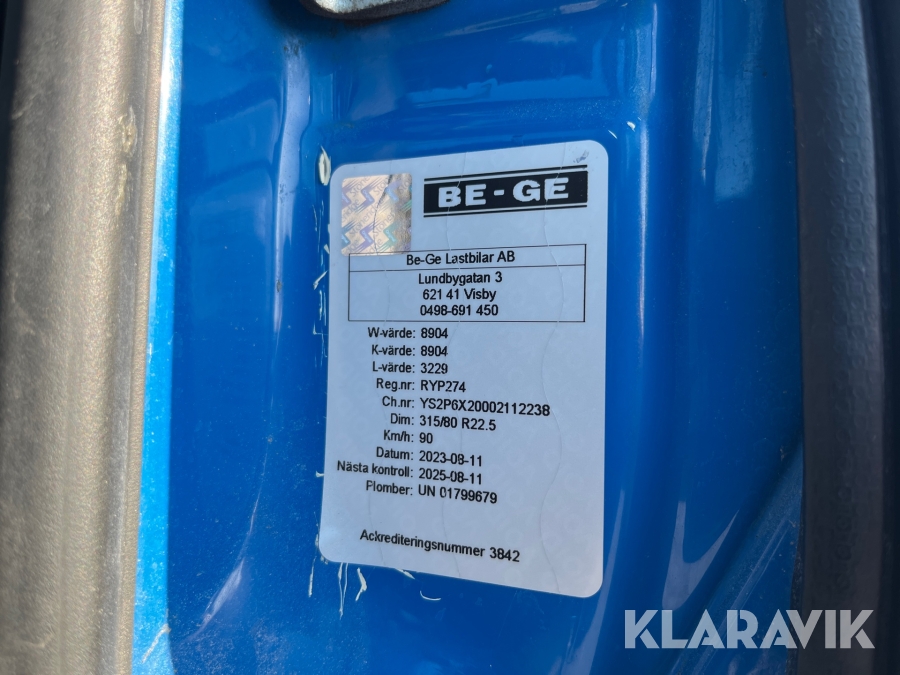 KLARAVIK
BE-GE
Be-Ge Lastbilar AB
Lundbygatan 3
621 41 Visby
0498-691 450
W-värde: 8904
K-värde: 8904
L-värde: 3229
Reg.nr: RYP274
Ch.nr: YS2P6X20002112238
Dim: 315/80 R22.5
Km/h: 90
Datum: 2023-08-11
Nästa kontroll: 2025-08-11
Plomber: UN 01799679
Ackrediteringsnummer 3842
KLARAVIK